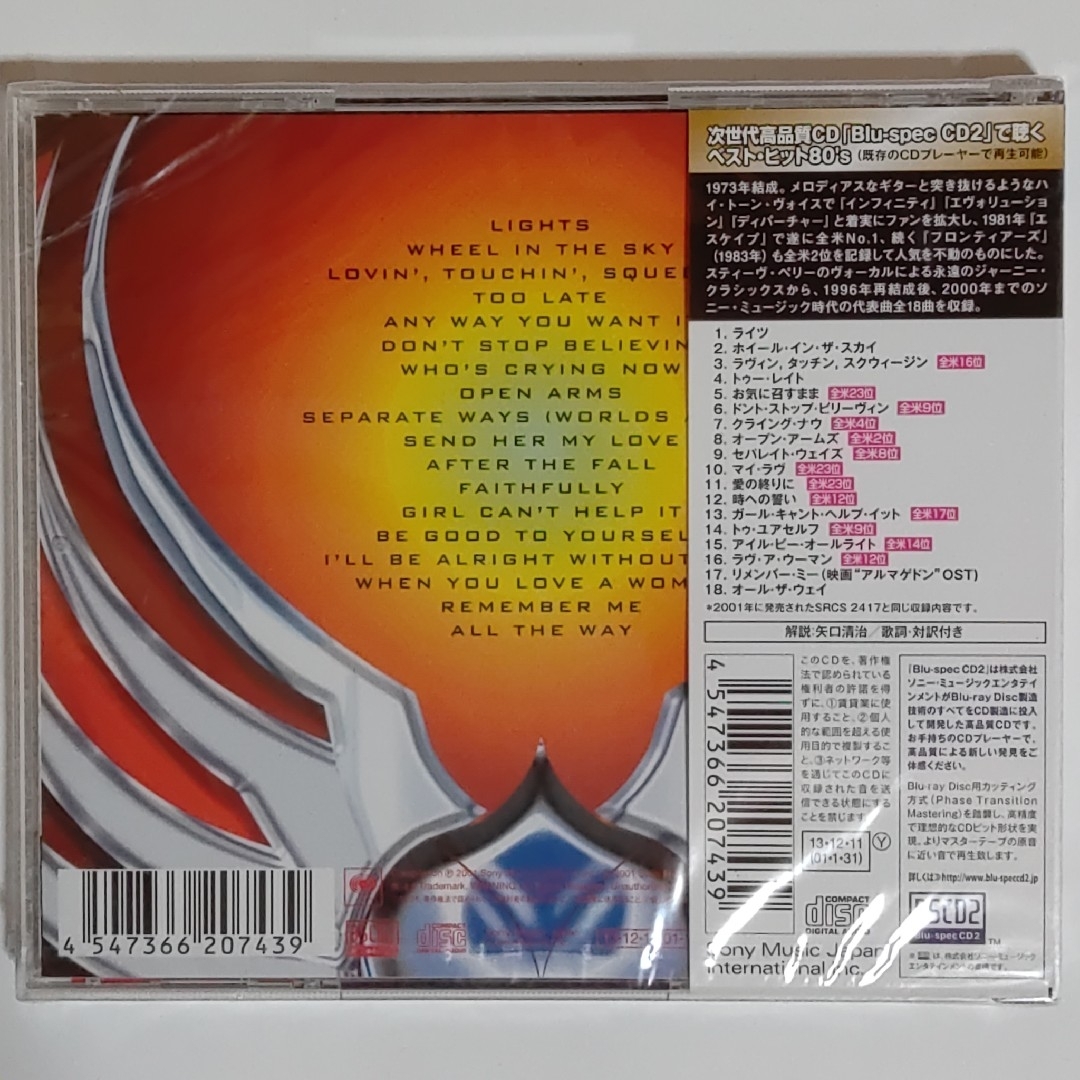 LIGHTS
WHEEL IN THE SKY
LOVIN', TOUCHIN', SQUEE
TOO LATE
ANY WAY YOU WANT I
DON'T STOP BELIEVIN
WHO'S CRYING NOW
OPEN ARMS
SEPARATE WAYS (WORLDS
SEND HER MY LOVE
AFTER THE FALL
FAITHFULLY
GIRL CAN'T HELP IT
BE GOOD TO YOURSEL
I'LL BE ALRIGHT WITHOUT
WHEN YOU LOVE A WOM
REMEMBER ME
ALL THE WAY
4 547366 207439
次世代高品質CD「Blu-spec CD2」で聴く
ベスト・ヒット80's (既存のCDプレーヤーで再生可能)
1973年結成。メロディアスなギターと突き抜けるようなハ
イ・トーン・ヴォイスで『インフィニティ』『エヴォリューショ
ン』『ディパーチャー』と着実にファンを拡大し、1981年『エ
スケイプ』で遂に全米No.1、続く『フロンティアーズ』
(1983年)も全米2位を記録して人気を不動のものにした。
スティーヴ・ペリーのヴォーカルによる永遠のジャーニー・
クラシックスから、1996年再結成後、2000年までのソ
ニー・ミュージック時代の代表曲全18曲を収録。
1. ライツ
2. ホイール・イン・ザ・スカイ
3. ラヴィン, タッチン, スクウィージン 全米16位
4. トゥー・レイト
5. お気に召すまま 全米23位
6. ドント・ストップ・ビリーヴィン 全米9位
7. クライング・ナウ 全米4位
8. オープン・アームズ 全米2位
9. セパレイト・ウェイズ 全米8位
10. マイ・ラヴ 全米23位
11. 愛の終りに 全米23位
12. 時への誓い 全米12位
13. ガール・キャント・ヘルプ・イット 全米17位
14. トゥ・ユアセルフ 全米9位
15. アイル・ビー・オールライト 全米14位
16. ラヴ・ア・ウーマン 全米12位
17. リメンバー・ミー(映画"アルマゲドン"OST)
18. オール・ザ・ウェイ
*2001年に発売されたSRCS 2417と同じ収録内容です。
解説:矢口清治/歌詞・対訳付き
4 547366 207439
このCDを、著作権
法で認められている
権利者の許諾を得
ずに、①賃貸業に使
用すること、②個人
的な範囲を超える使
用目的で複製するこ
と、③ネットワーク等
を通じてこのCDに
収録された音を送
信できる状態にする
ことを禁じます
13・12・11
(01・1・31)
Y
COMPACT
disc
DIGITAL AUDIO
Sony Music Japan
International Inc.
「Blu-spec CD2」は株式会社
ソニー・ミュージックエンタテイ
ンメントがBlu-ray Disc製造
技術のすべてをCD製造に投入
して開発した高品質CDです。
お手持ちのCDプレーヤーで、
高品質による新しい発見をご
体感ください。
Blu-ray Disc用カッティング
方式(Phase Transition
Mastering)を踏襲し、高精度
で理想的なCDピット形状を実
現。よりマスターテープの原音
に近い音で再生致します。
詳しくは⇒http://www.blu-speccd2.jp
BSCD2
Blu-spec CD2
TM
は、株式会社ソニー・ミュージック
エンタテインメントの商標です。